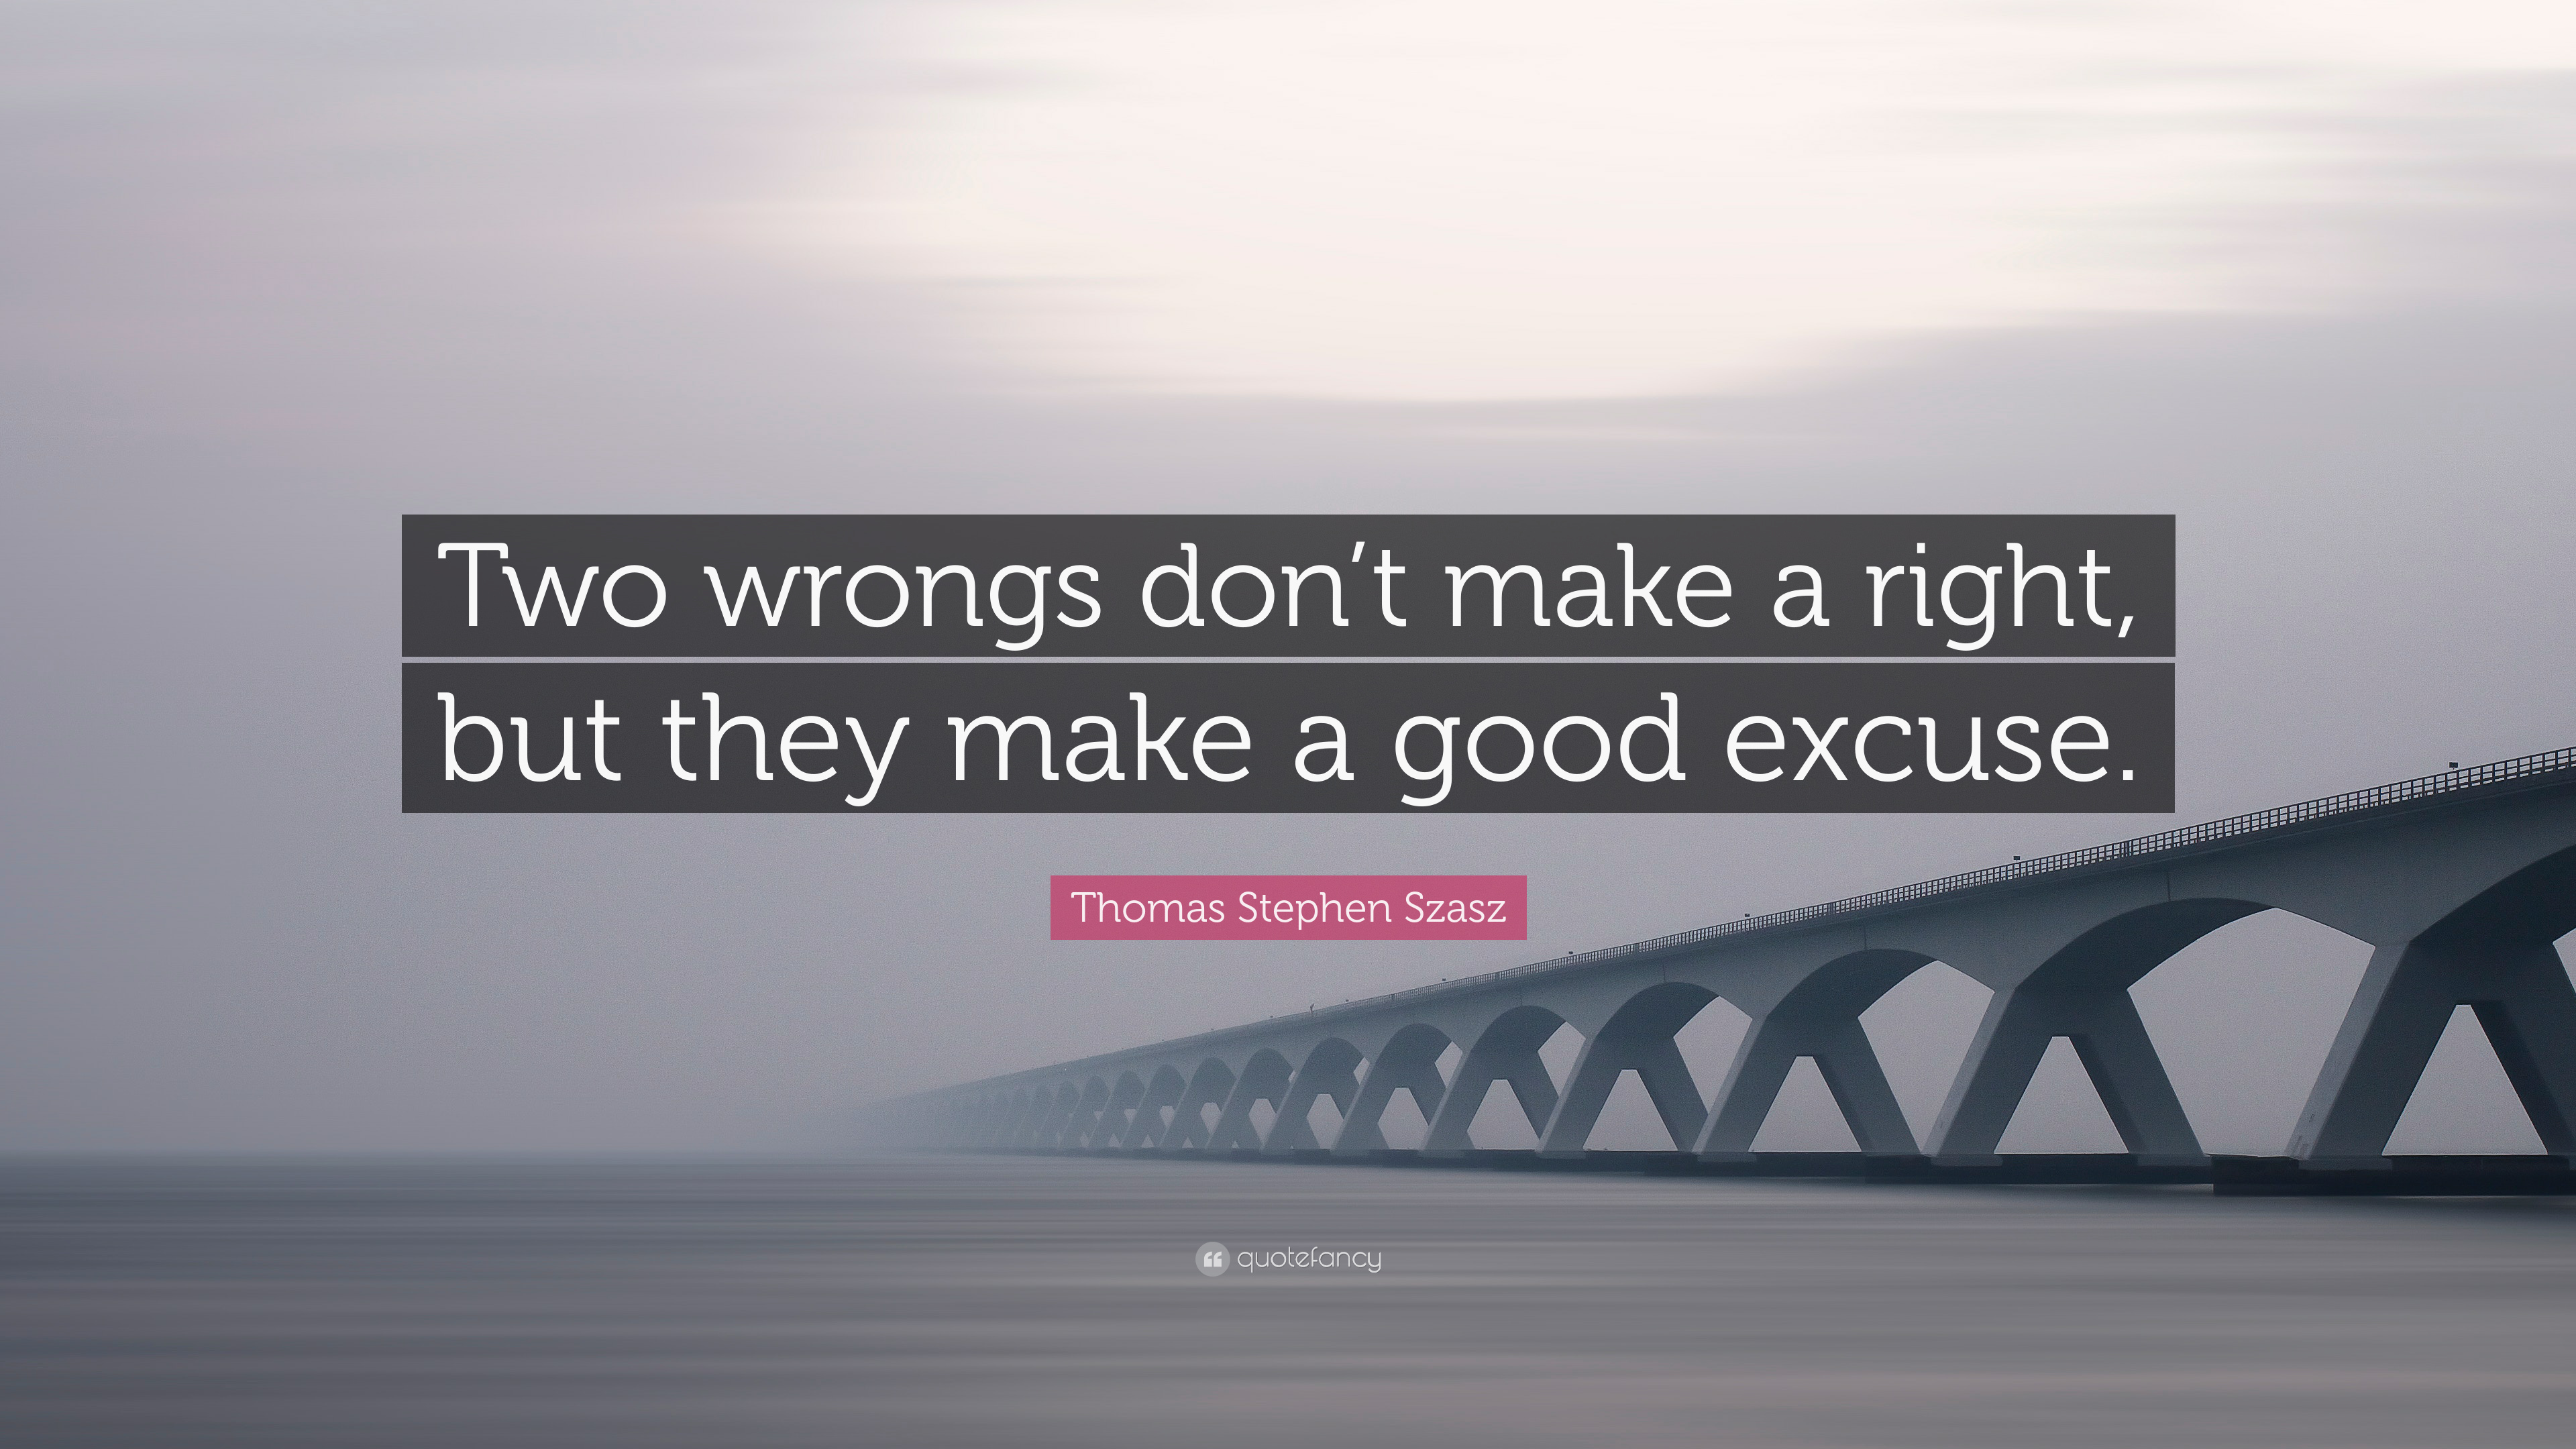 Two wrongs don’t make a right,
but they make a good excuse.
Thomas Stephen Szasz
quotefancy